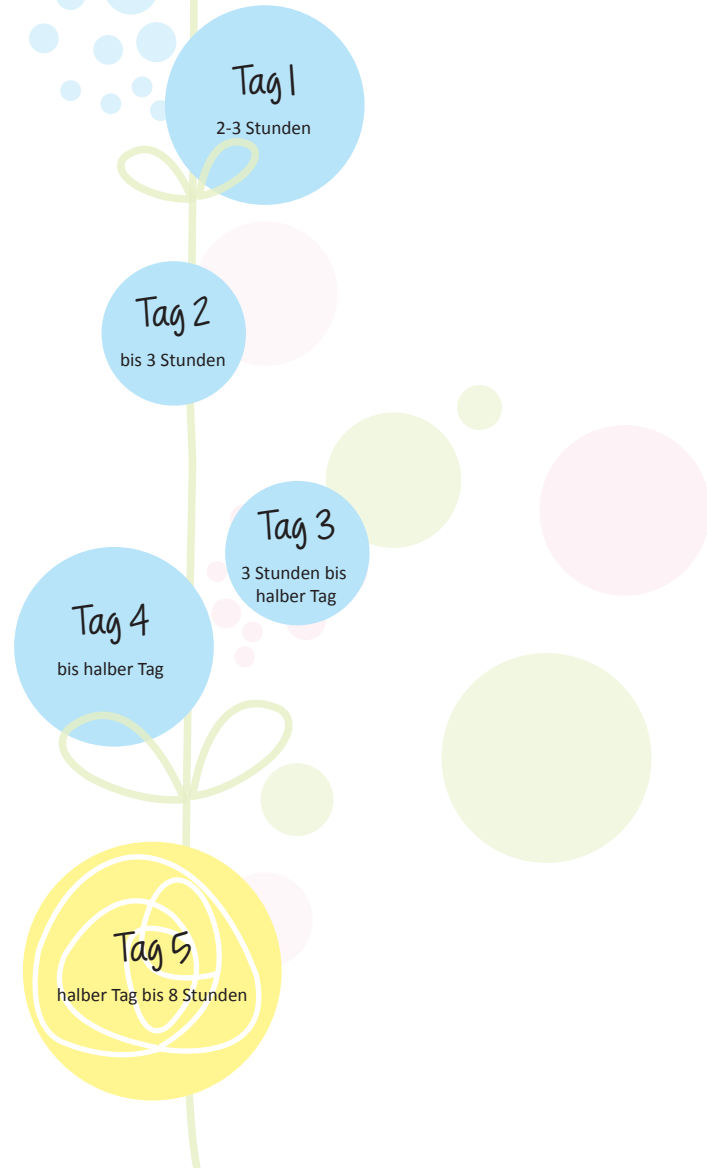 Tag 1
2-3 Stunden
Tag 2
bis 3 Stunden
Tag 3
3 Stunden bis
halber Tag
Tag 4
bis halber Tag
Tag 5
halber Tag bis 8 Stunden